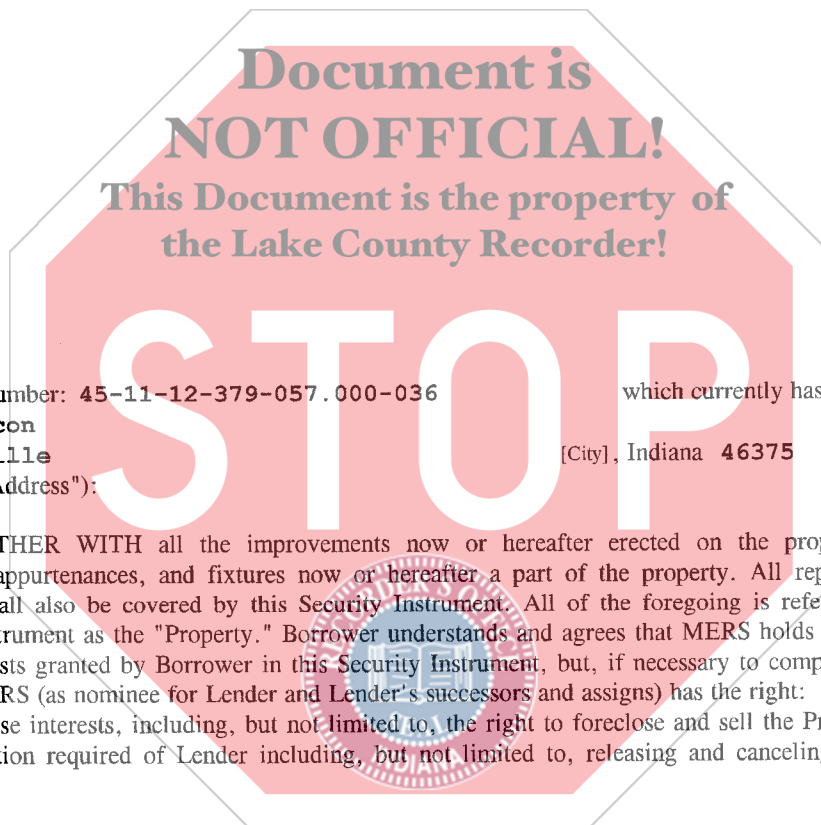 Document is
NOT OFFICIAL!
This Document is the property of
the Lake County Recorder!
STOP
umber: 45-11-12-379-057.000-036 which currently has
con
ille [City], Indiana 46375
Address"):
THER WITH all the improvements now or hereafter erected on the prop
appurtenances, and fixtures now or hereafter a part of the property. All rep
all also be covered by this Security Instrument. All of the foregoing is refe
trument as the "Property." Borrower understands and agrees that MERS holds
sts granted by Borrower in this Security Instrument, but, if necessary to comp
RS (as nominee for Lender and Lender's successors and assigns) has the right:
se interests, including, but not limited to, the right to foreclose and sell the Pr
tion required of Lender including, but not limited to, releasing and canceling
RECORDER'S OFFICE
SEAL
INDIANA